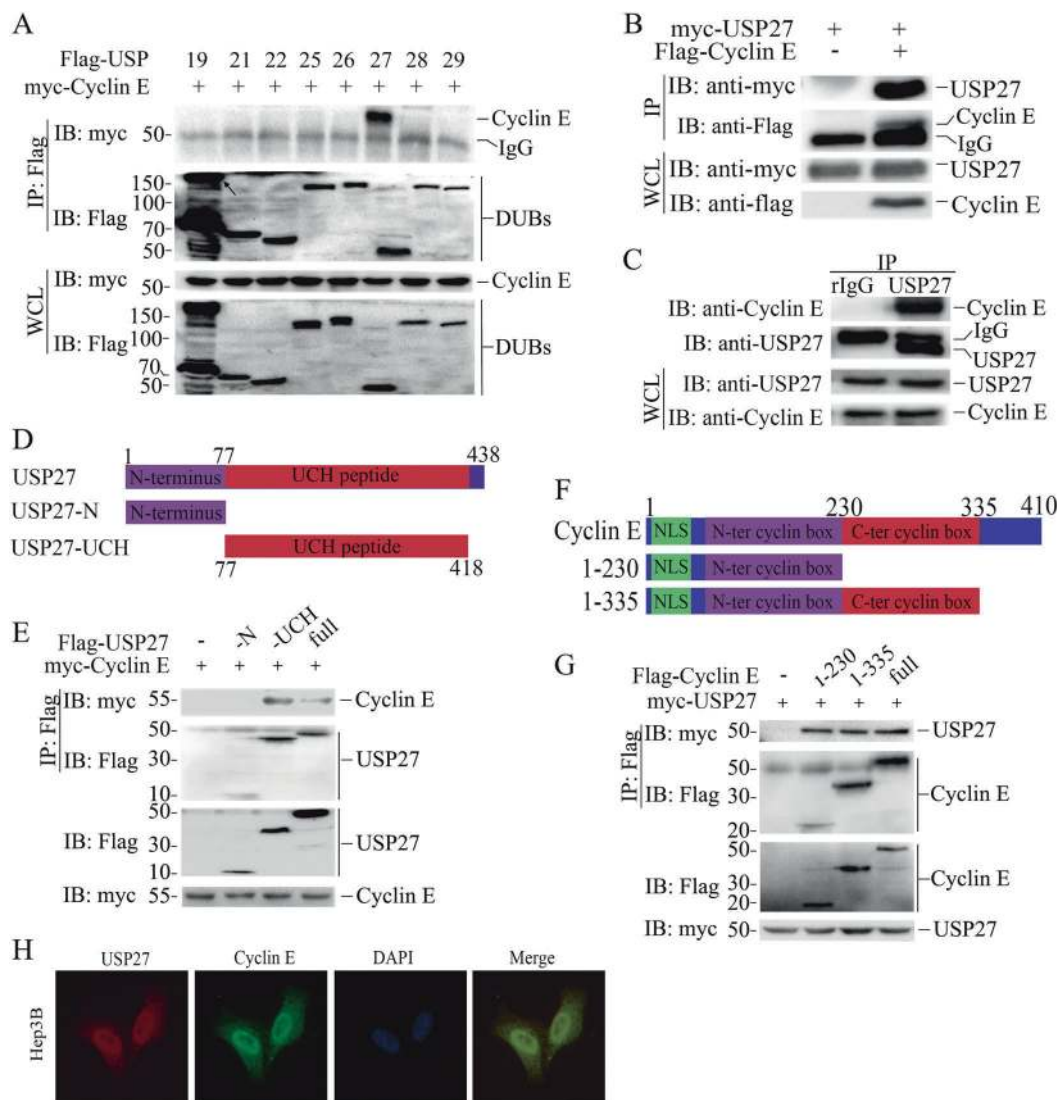 A
Flag-USP 19 21 22 25 26 27 28 29
myc-Cyclin E + + + + + + + +
IP: Flag
IB: myc 50- Cyclin E
IgG
IB: Flag 150- 100- 70- 50- DUBs
WCL
IB: myc Cyclin E
IB: Flag 150- 100- 70- 50- DUBs
B
myc-USP27 + +
Flag-Cyclin E - +
IP
IB: anti-myc USP27
IB: anti-Flag Cyclin E
IgG
WCL
IB: anti-myc USP27
IB: anti-flag Cyclin E
C
IP
rIgG USP27
IB: anti-Cyclin E Cyclin E
IB: anti-USP27 IgG
USP27
WCL
IB: anti-USP27 USP27
IB: anti-Cyclin E Cyclin E
D
1 77 438
USP27 N-terminus UCH peptide
USP27-N N-terminus
USP27-UCH UCH peptide
77 418
E
Flag-USP27 - -N -UCH full
myc-Cyclin E + + + +
IP: Flag
IB: myc 55- Cyclin E
IB: Flag 50- 30- 10- USP27
IB: Flag 50- 30- 10- USP27
IB: myc 55- Cyclin E
F
1 230 335 410
Cyclin E NLS N-ter cyclin box C-ter cyclin box
1-230 NLS N-ter cyclin box
1-335 NLS N-ter cyclin box C-ter cyclin box
G
Flag-Cyclin E - 1-230 1-335 full
myc-USP27 + + + +
IP: Flag
IB: myc 50- USP27
IB: Flag 50- 30- 20- Cyclin E
IB: Flag 50- 30- 20- Cyclin E
IB: myc 50- USP27
H
USP27 Cyclin E DAPI Merge
Hep3B